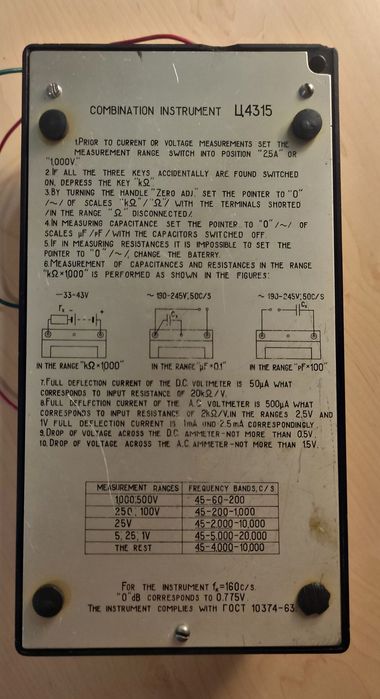 COMBINATION INSTRUMENT Ц4315
1.PRIOR TO CURRENT OR VOLTAGE MEASUREMENTS SET THE
MEASUREMENT RANGE SWITCH INTO POSITION "2,5A" OR
"1,000V"
2.IF ALL THE THREE KEYS ACCIDENTALLY ARE FOUND SWITCHED
ON, DEPRESS THE KEY "kΩ"
3.BY TURNING THE HANDLE "ZERO ADJ." SET THE POINTER TO "0"
/∼/ OF SCALES "kΩ"/"Ω"/ WITH THE TERMINALS SHORTED
/IN THE RANGE "Ω" DISCONNECTED/.
4.IN MEASURING CAPACITANCE SET THE POINTER TO "0"/∼/ OF
SCALES µF/PF/WITH THE CAPACITORS SWITCHED OFF.
5.IF IN MEASURING RESISTANCES IT IS IMPOSSIBLE TO SET THE
POINTER TO "0"/∼/, CHANGE THE BATERRY.
6.MEASUREMENT OF CAPACITANCES AND RESISTANCES IN THE RANGE
"kΩ×1,000" IS PERFORMED AS SHOWN IN THE FIGURES:
—33-43V ∼ 190-245V,50C/S ∼ 190-245V,50C/S
rx Cx Cx
IN THE RANGE "kΩ×1,000" IN THE RANGE "µF×0.1" IN THE RANGE "pF×100"
7.FULL DEFLECTION CURRENT OF THE D.C. VOLTMETER IS 50µA WHAT
CORRESPONDS TO INPUT RESISTANCE OF 20kΩ/V.
8.FULL DEFLECTION CURRENT OF THE A.C VOLTMETER IS 500µA WHAT
CORRESPONDS TO INPUT RESISTANCE OF 2kΩ/V,IN THE RANGES 2,5V AND
1V FULL DEFLECTION CURRENT IS 1mA AND 2.5mA CORRESPONDINGLY.
9.DROP OF VOLTAGE ACROSS THE D.C. AMMETER-NOT MORE THAN 0.5V.
10.DROP OF VOLTAGE ACROSS THE A.C. AMMETER-NOT MORE THAN 1.5V.
MEASUREMENT RANGES FREQUENCY BANDS, C/S
1,000,500V 45-60-200
250, 100V 45-200-1,000
25V 45-2.000-10,000
5, 2.5, 1V 45-5.000-20,000
THE REST 45-4.000-10,000
FOR THE INSTRUMENT f =160C/S.
"0"dB CORRESPONDS TO 0.775V.
THE INSTRUMENT COMPLIES WITH ГОСТ 10374-63.